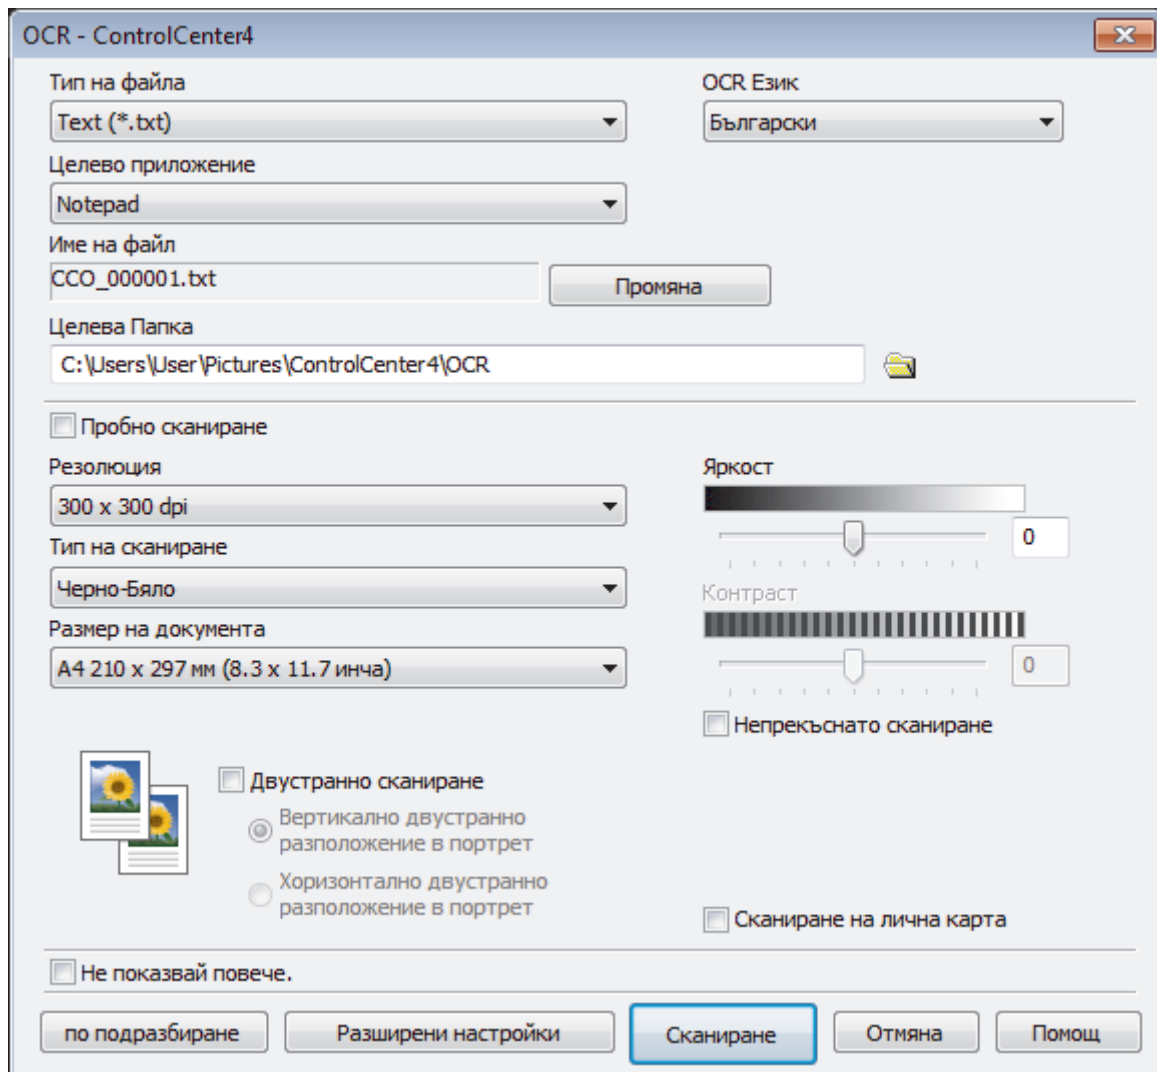 OCR - ControlCenter4
Тип на файла
OCR Език
Text (*.txt)
Български
Целево приложение
Notepad
Име на файл
CCO_000001.txt
Промяна
Целева Папка
C:\Users\User\Pictures\ControlCenter4\OCR
Пробно сканиране
Резолюция
Яркост
300 x 300 dpi
0
Тип на сканиране
Черно-Бяло
Контраст
Размер на документа
A4 210 x 297 мм (8.3 x 11.7 инча)
0
Непрекъснато сканиране
Двустранно сканиране
Вертикално двустранно
разположение в портрет
Хоризонтално двустранно
разположение в портрет
Сканиране на лична карта
Не показвай повече.
по подразбиране
Разширени настройки
Сканиране
Отмяна
Помощ